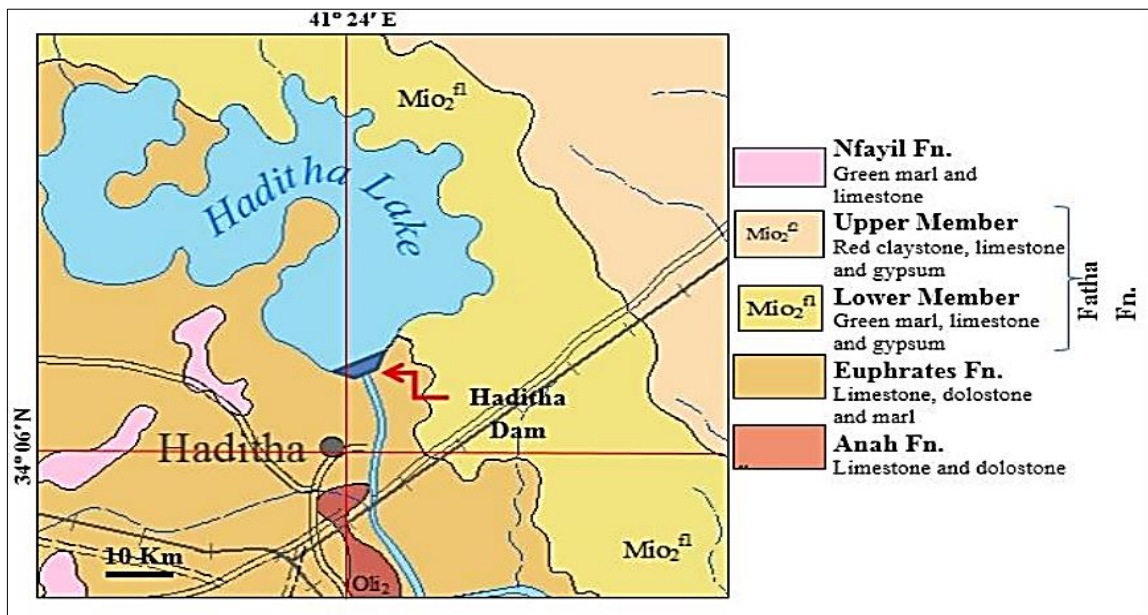 41° 24′ E
Mio₂ᶠˡ
Haditha Lake
Haditha
Dam
34° 06′N
Haditha
10 Km
Oli₂
Mio₂ᶠˡ
Nfayil Fn.
Green marl and
limestone
Mio₂ᶠˡ
Upper Member
Red claystone, limestone
and gypsum
Mio₂ᶠˡ
Lower Member
Green marl, limestone
and gypsum
Fatha
Fn.
Euphrates Fn.
Limestone, dolostone
and marl
Anah Fn.
Limestone and dolostone